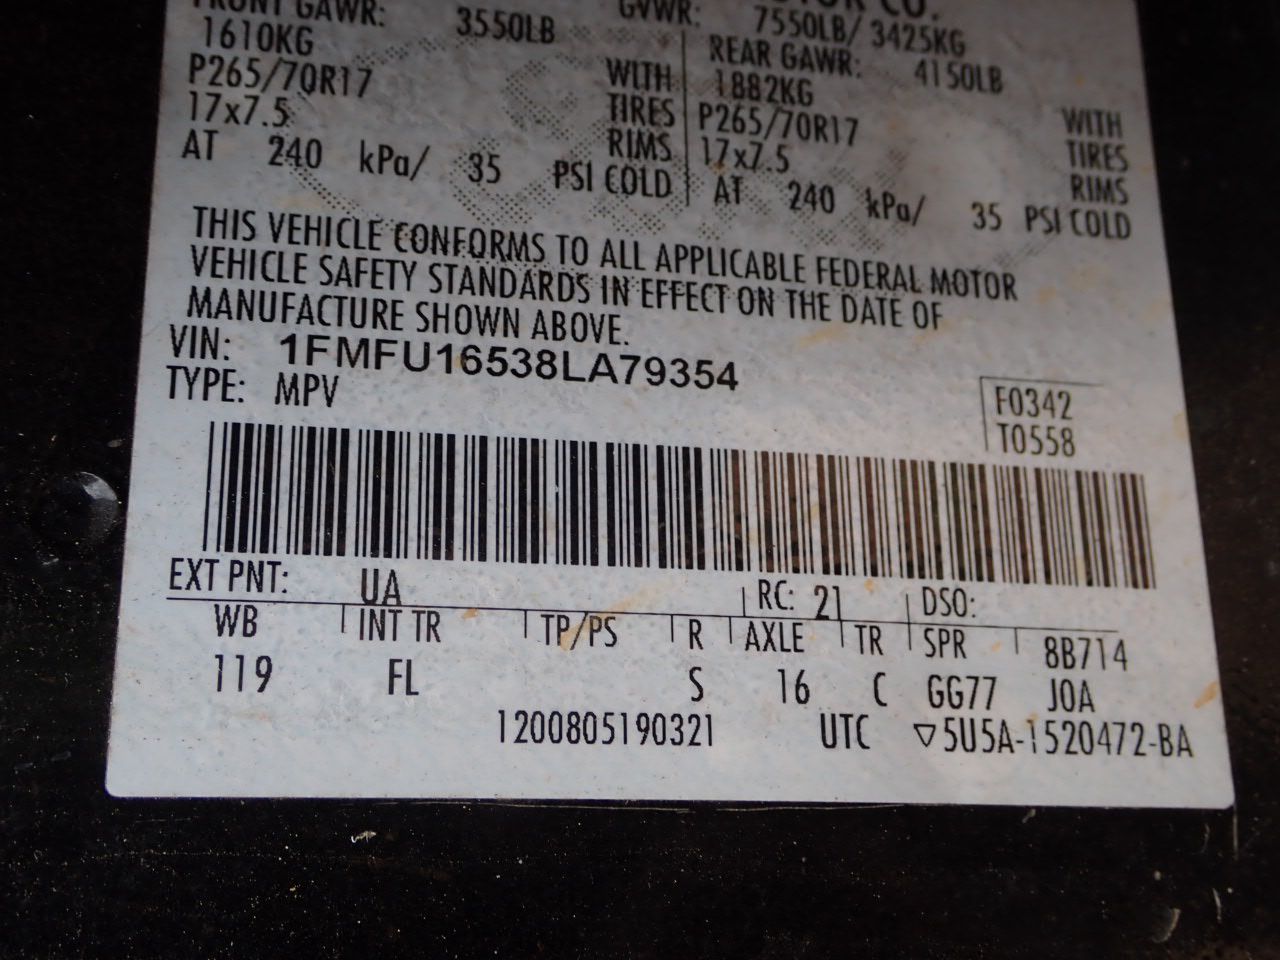 FRONT GAWR: 3550LB GVWR: 7550LB/ 3425KG
1610KG REAR GAWR: 4150LB
P265/70R17 WITH 1882KG WITH
17x7.5 TIRES P265/70R17 TIRES
RIMS 17x7.5 RIMS
AT 240 kPa/ 35 PSI COLD AT 240 kPa/ 35 PSI COLD
THIS VEHICLE CONFORMS TO ALL APPLICABLE FEDERAL MOTOR
VEHICLE SAFETY STANDARDS IN EFFECT ON THE DATE OF
MANUFACTURE SHOWN ABOVE.
VIN: 1FMFU16538LA79354
TYPE: MPV
F0342
T0558
EXT PNT: UA RC: 21 DSO:
WB INT TR TP/PS R AXLE TR SPR 8B714
119 FL S 16 C GG77 JOA
1200805190321 UTC ▽5U5A-1520472-BA